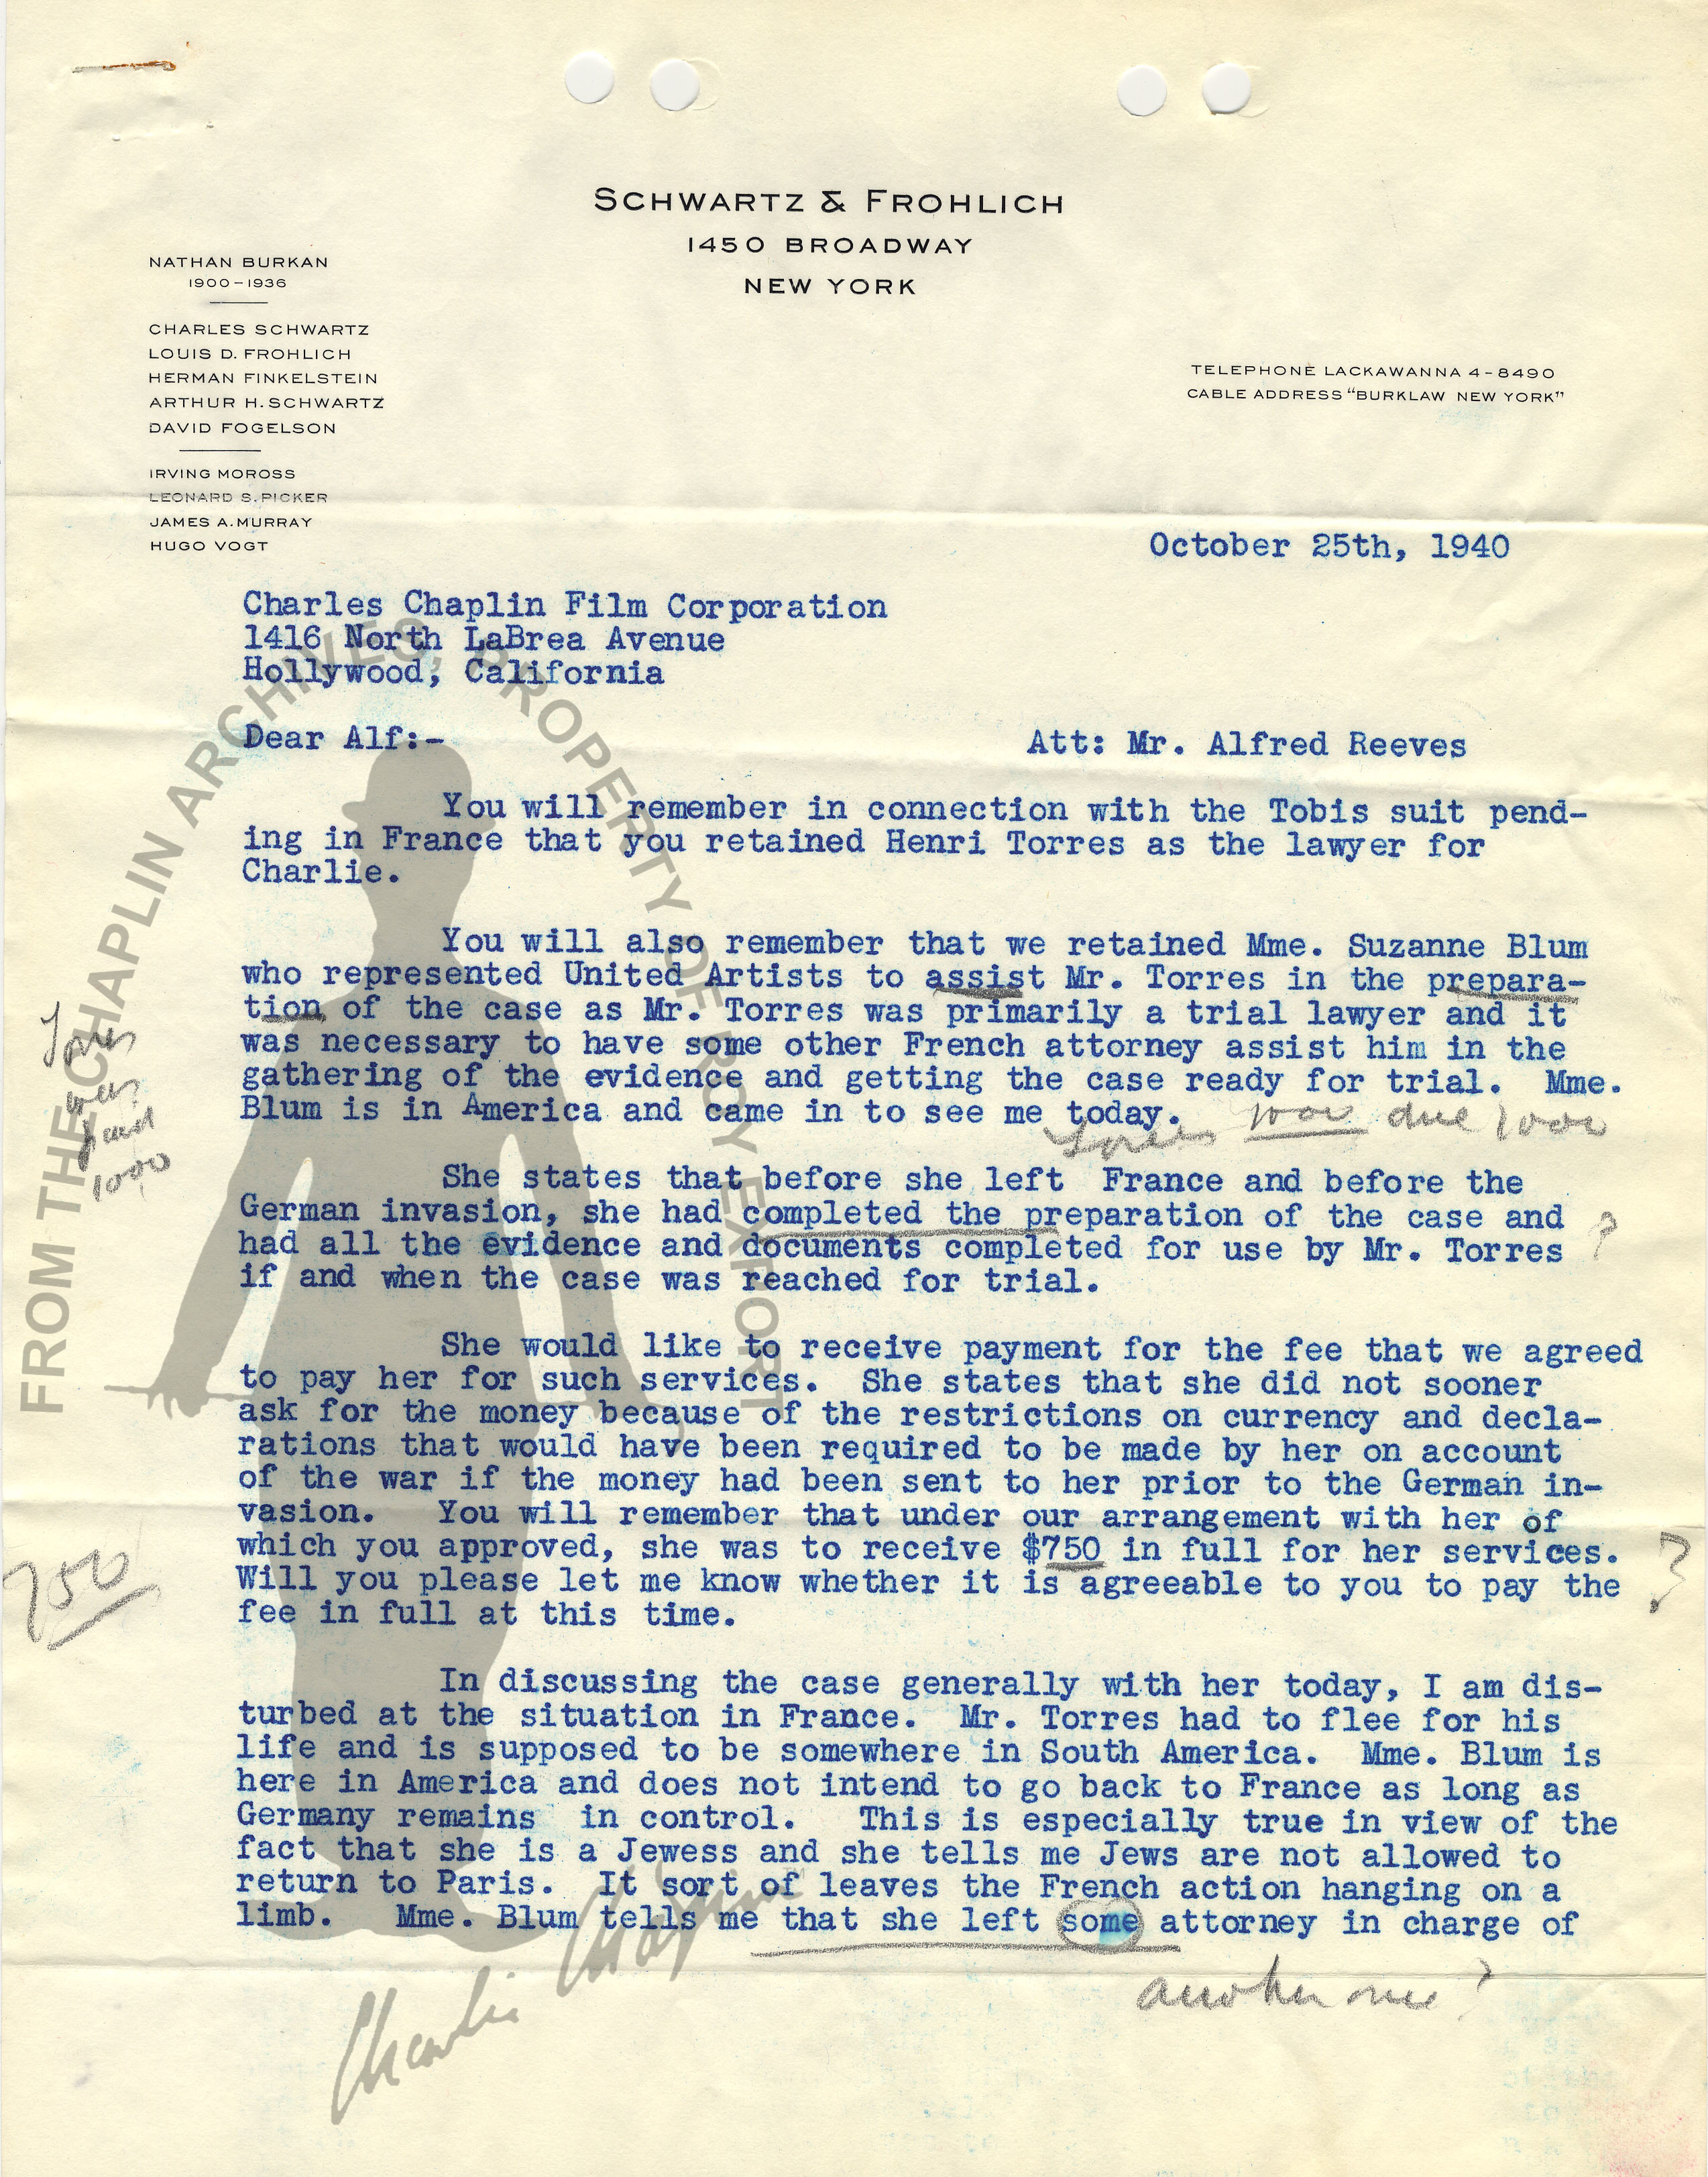 SCHWARTZ & FROHLICH
1450 BROADWAY
NEW YORK
NATHAN BURKAN
1900-1936
CHARLES SCHWARTZ
LOUIS D. FROHLICH
HERMAN FINKELSTEIN
ARTHUR H. SCHWARTZ
DAVID FOGELSON
IRVING MOROSS
LEONARD S. PICKER
JAMES A. MURRAY
HUGO VOGT
TELEPHONE LACKAWANNA 4-8490
CABLE ADDRESS "BURKLAW NEW YORK"
October 25th, 1940
Charles Chaplin Film Corporation
1416 North LaBrea Avenue
Hollywood, California
Dear Alf:-
Att: Mr. Alfred Reeves
You will remember in connection with the Tobis suit pend-
ing in France that you retained Henri Torres as the lawyer for
Charlie.
You will also remember that we retained Mme. Suzanne Blum
who represented United Artists to assist Mr. Torres in the prepara-
tion of the case as Mr. Torres was primarily a trial lawyer and it
was necessary to have some other French attorney assist him in the
gathering of the evidence and getting the case ready for trial. Mme.
Blum is in America and came in to see me today.
Torres 1000 due 1000
Torres
was
paid
1000
She states that before she left France and before the
German invasion, she had completed the preparation of the case and
had all the evidence and documents completed for use by Mr. Torres
if and when the case was reached for trial.
?
She would like to receive payment for the fee that we agreed
to pay her for such services. She states that she did not sooner
ask for the money because of the restrictions on currency and decla-
rations that would have been required to be made by her on account
of the war if the money had been sent to her prior to the German in-
vasion. You will remember that under our arrangement with her of
which you approved, she was to receive $750 in full for her services.
Will you please let me know whether it is agreeable to you to pay the
fee in full at this time.
750
?
In discussing the case generally with her today, I am dis-
turbed at the situation in France. Mr. Torres had to flee for his
life and is supposed to be somewhere in South America. Mme. Blum is
here in America and does not intend to go back to France as long as
Germany remains in control. This is especially true in view of the
fact that she is a Jewess and she tells me Jews are not allowed to
return to Paris. It sort of leaves the French action hanging on a
limb. Mme. Blum tells me that she left some attorney in charge of
another one?
FROM THE CHAPLIN ARCHIVES, PROPERTY OF ROY EXPORT
Charlie Chaplin TM